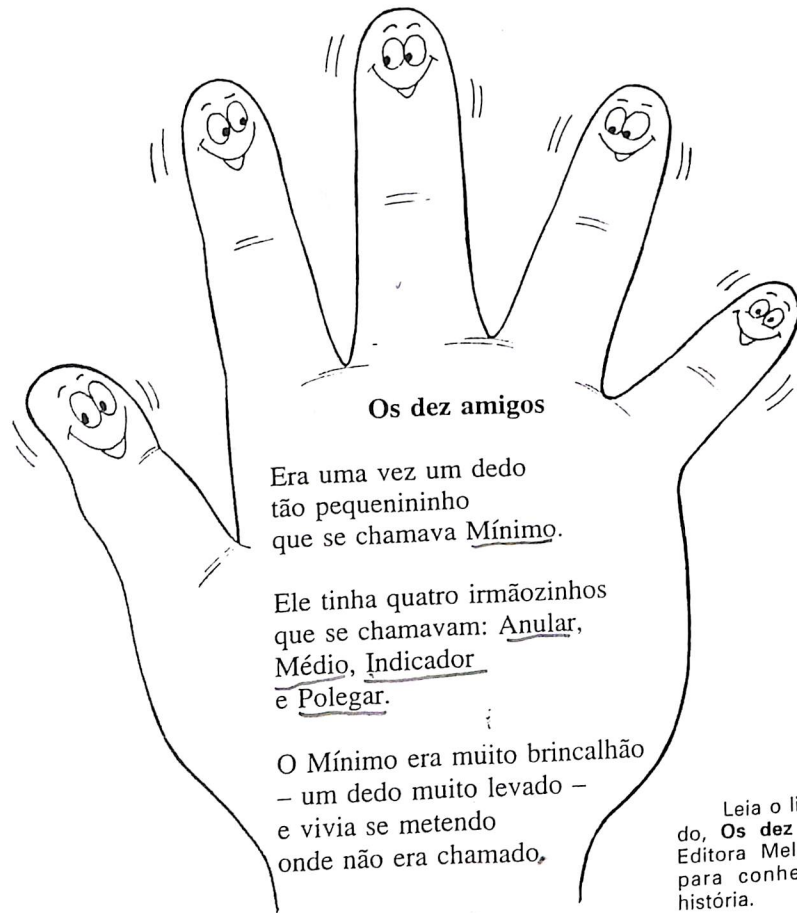 Os dez amigos
Era uma vez um dedo
tão pequenininho
que se chamava Mínimo.
Ele tinha quatro irmãozinhos
que se chamavam: Anular,
Médio, Indicador
e Polegar.
O Mínimo era muito brincalhão
– um dedo muito levado –
e vivia se metendo
onde não era chamado.
Leia o li
do, Os dez
Editora Mel
para conhe
história.